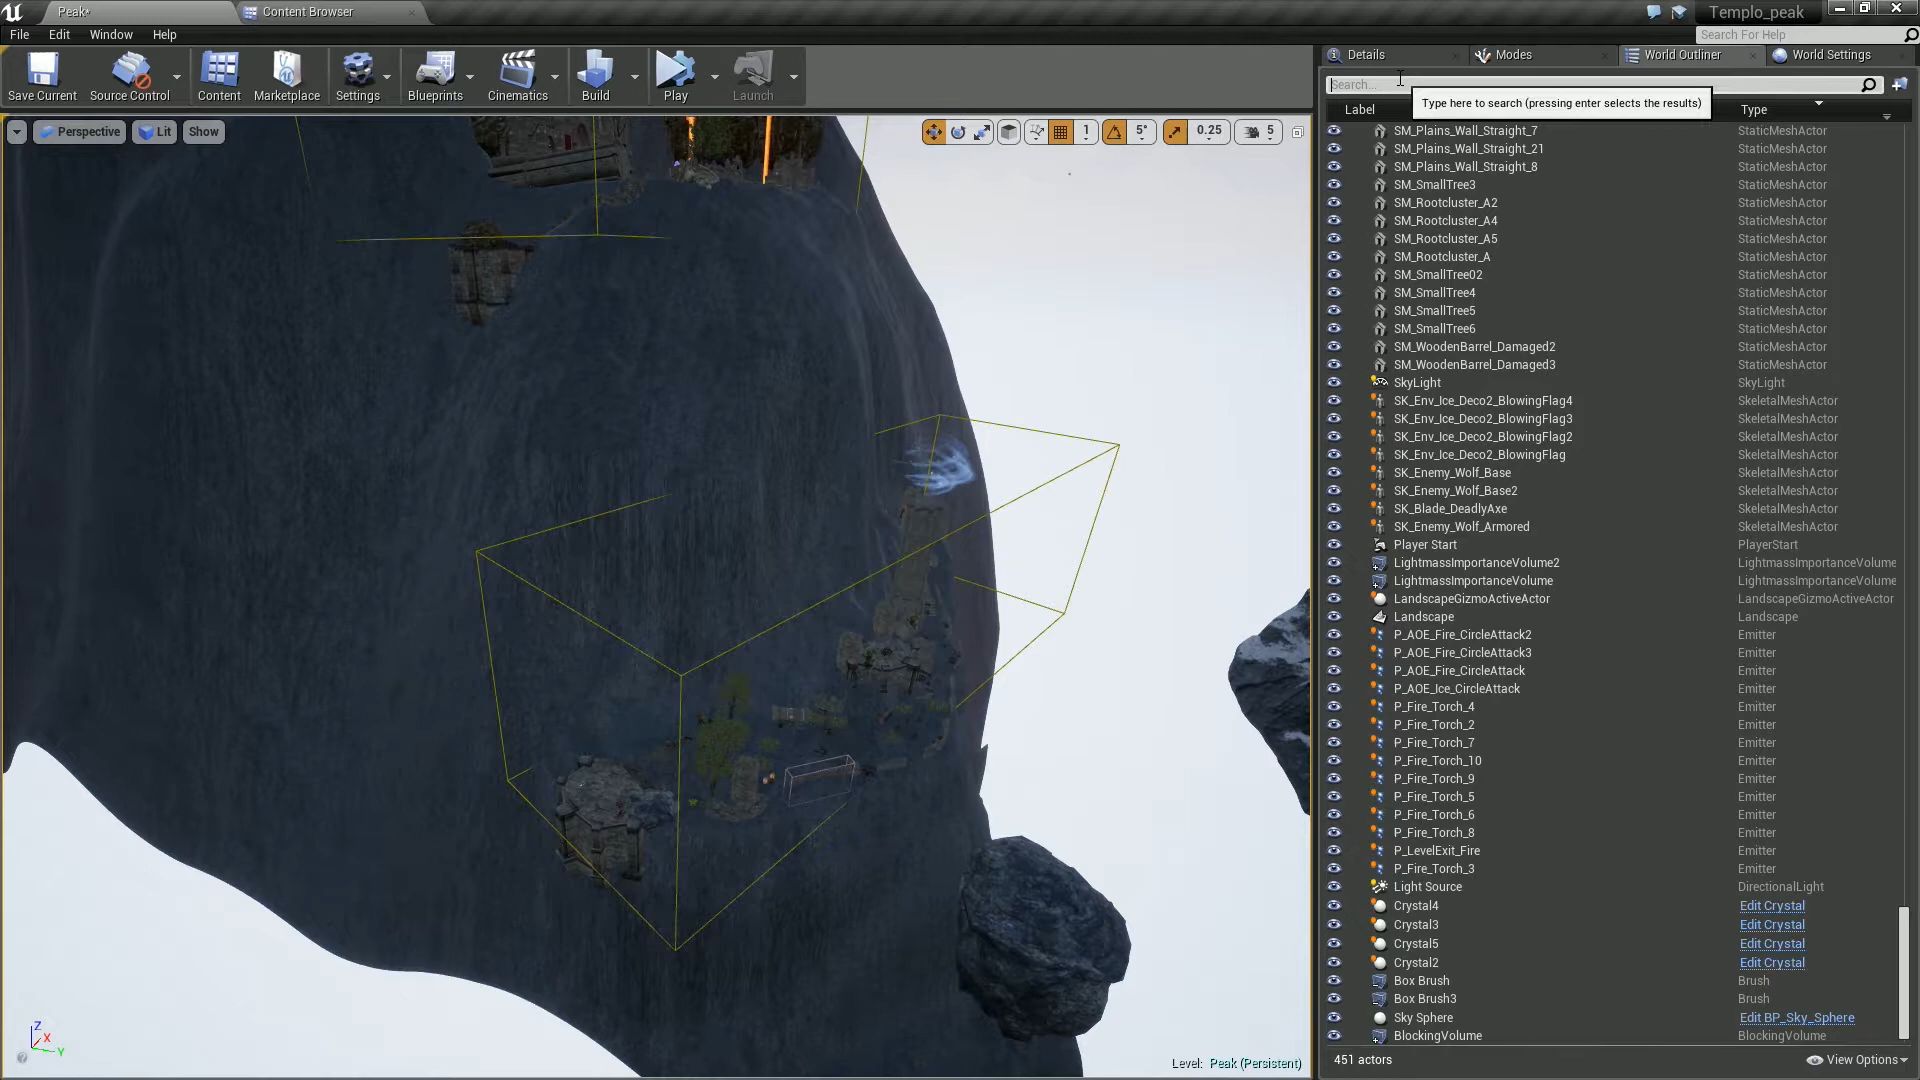 Peak*
Content Browser
Templo_peak
File Edit Window Help
Search For Help
Save Current Source Control Content Marketplace Settings Blueprints Cinematics Build Play Launch
Details Modes World Outliner World Settings
Search...
Type here to search (pressing enter selects the results)
Label Type
Perspective Lit Show
1 5° 0.25 5
SM_Plains_Wall_Straight_7 StaticMeshActor
SM_Plains_Wall_Straight_21 StaticMeshActor
SM_Plains_Wall_Straight_8 StaticMeshActor
SM_SmallTree3 StaticMeshActor
SM_Rootcluster_A2 StaticMeshActor
SM_Rootcluster_A4 StaticMeshActor
SM_Rootcluster_A5 StaticMeshActor
SM_Rootcluster_A StaticMeshActor
SM_SmallTree02 StaticMeshActor
SM_SmallTree4 StaticMeshActor
SM_SmallTree5 StaticMeshActor
SM_SmallTree6 StaticMeshActor
SM_WoodenBarrel_Damaged2 StaticMeshActor
SM_WoodenBarrel_Damaged3 StaticMeshActor
SkyLight SkyLight
SK_Env_Ice_Deco2_BlowingFlag4 SkeletalMeshActor
SK_Env_Ice_Deco2_BlowingFlag3 SkeletalMeshActor
SK_Env_Ice_Deco2_BlowingFlag2 SkeletalMeshActor
SK_Env_Ice_Deco2_BlowingFlag SkeletalMeshActor
SK_Enemy_Wolf_Base SkeletalMeshActor
SK_Enemy_Wolf_Base2 SkeletalMeshActor
SK_Blade_DeadlyAxe SkeletalMeshActor
SK_Enemy_Wolf_Armored SkeletalMeshActor
Player Start PlayerStart
LightmassImportanceVolume2 LightmassImportanceVolume
LightmassImportanceVolume LightmassImportanceVolume
LandscapeGizmoActiveActor LandscapeGizmoActiveActor
Landscape Landscape
P_AOE_Fire_CircleAttack2 Emitter
P_AOE_Fire_CircleAttack3 Emitter
P_AOE_Fire_CircleAttack Emitter
P_AOE_Ice_CircleAttack Emitter
P_Fire_Torch_4 Emitter
P_Fire_Torch_2 Emitter
P_Fire_Torch_7 Emitter
P_Fire_Torch_10 Emitter
P_Fire_Torch_9 Emitter
P_Fire_Torch_5 Emitter
P_Fire_Torch_6 Emitter
P_Fire_Torch_8 Emitter
P_LevelExit_Fire Emitter
P_Fire_Torch_3 Emitter
Light Source DirectionalLight
Crystal4 Edit Crystal
Crystal3 Edit Crystal
Crystal5 Edit Crystal
Crystal2 Edit Crystal
Box Brush Brush
Box Brush3 Brush
Sky Sphere Edit BP_Sky_Sphere
BlockingVolume BlockingVolume
451 actors View Options
Z
X
Y
Level: Peak (Persistent)